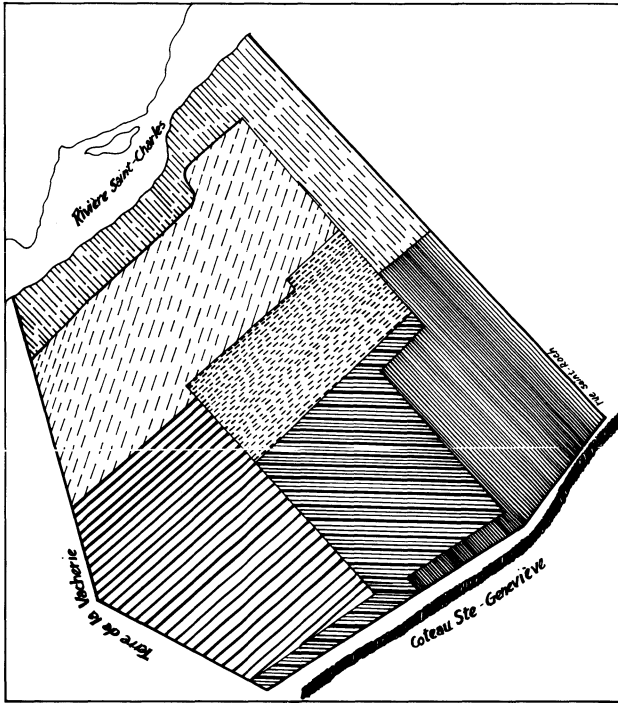 Rivière Saint-Charles
rue Saint-Roch
Terre de la Vacherie
Coteau Ste-Geneviève